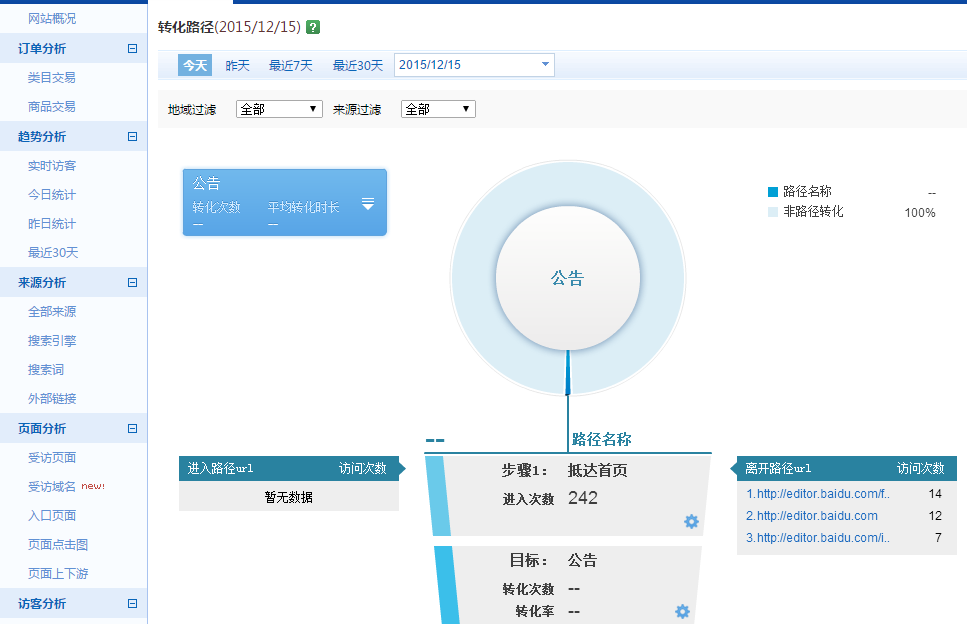 网站概况
订单分析
类目交易
商品交易
趋势分析
实时访客
今日统计
昨日统计
最近30天
来源分析
全部来源
搜索引擎
搜索词
外部链接
页面分析
受访页面
受访域名 new!
入口页面
页面点击图
页面上下游
访客分析
转化路径(2015/12/15) ?
今天 昨天 最近7天 最近30天 2015/12/15
地域过滤 全部 来源过滤 全部
公告
转化次数 平均转化时长
-- --
公告
路径名称 --
非路径转化 100%
-- 路径名称
进入路径url 访问次数
暂无数据
步骤1: 抵达首页
进入次数 242
目标: 公告
转化次数 --
转化率 --
离开路径url 访问次数
1.http://editor.baidu.com/f.. 14
2.http://editor.baidu.com 12
3.http://editor.baidu.com/i.. 7